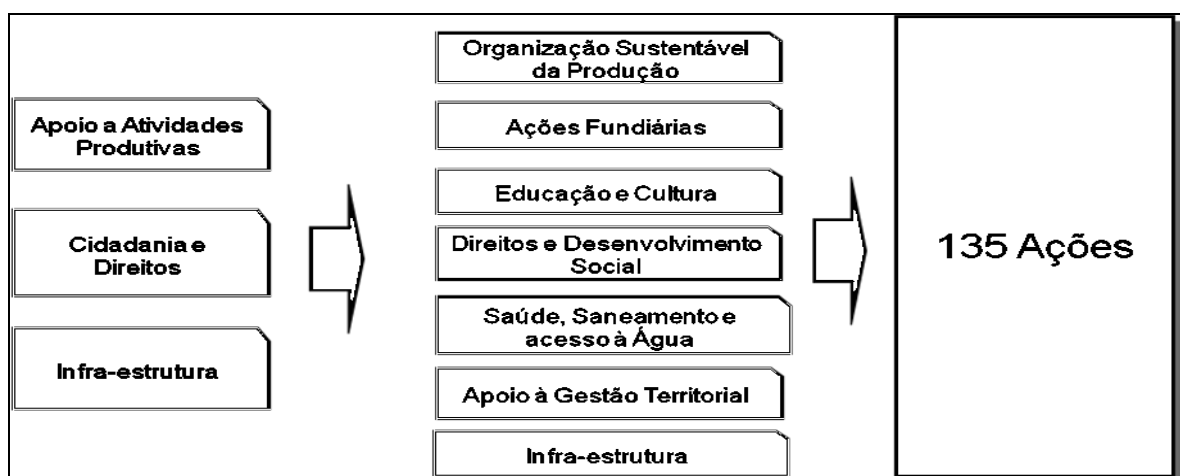 Apoio a Atividades
Produtivas
Cidadania e
Direitos
Infra-estrutura
Organização Sustentável
da Produção
Ações Fundiárias
Educação e Cultura
Direitos e Desenvolvimento
Social
Saúde, Saneamento e
acesso à Água
Apoio à Gestão Territorial
Infra-estrutura
135 Ações